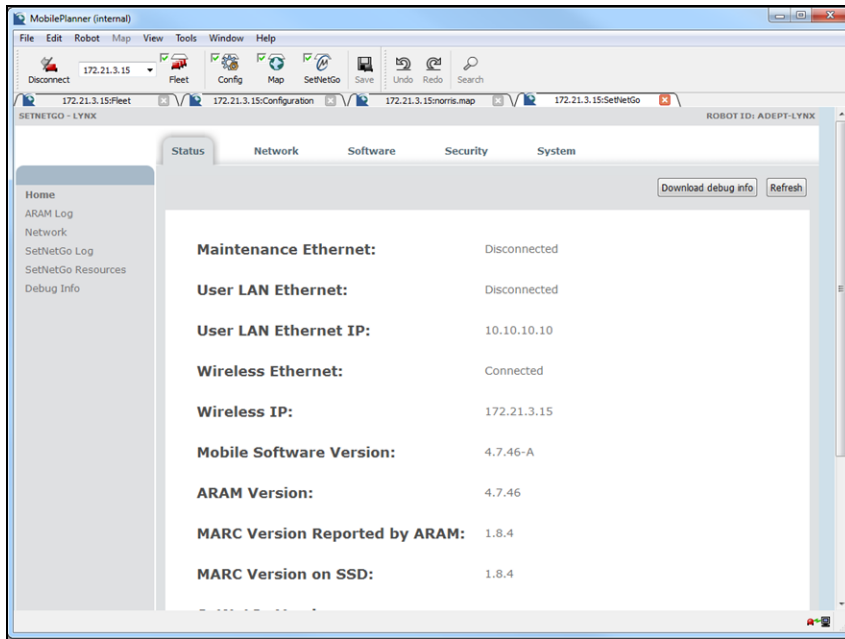 MobilePlanner (internal)
File Edit Robot Map View Tools Window Help
Disconnect 172.21.3.15 Fleet Config Map SetNetGo Save Undo Redo Search
172.21.3.15:Fleet 172.21.3.15:Configuration 172.21.3.15:norris.map 172.21.3.15:SetNetGo
SETNETGO - LYNX ROBOT ID: ADEPT-LYNX
Status Network Software Security System
Download debug info Refresh
Home
ARAM Log
Network
SetNetGo Log
SetNetGo Resources
Debug Info
Maintenance Ethernet: Disconnected
User LAN Ethernet: Disconnected
User LAN Ethernet IP: 10.10.10.10
Wireless Ethernet: Connected
Wireless IP: 172.21.3.15
Mobile Software Version: 4.7.46-A
ARAM Version: 4.7.46
MARC Version Reported by ARAM: 1.8.4
MARC Version on SSD: 1.8.4